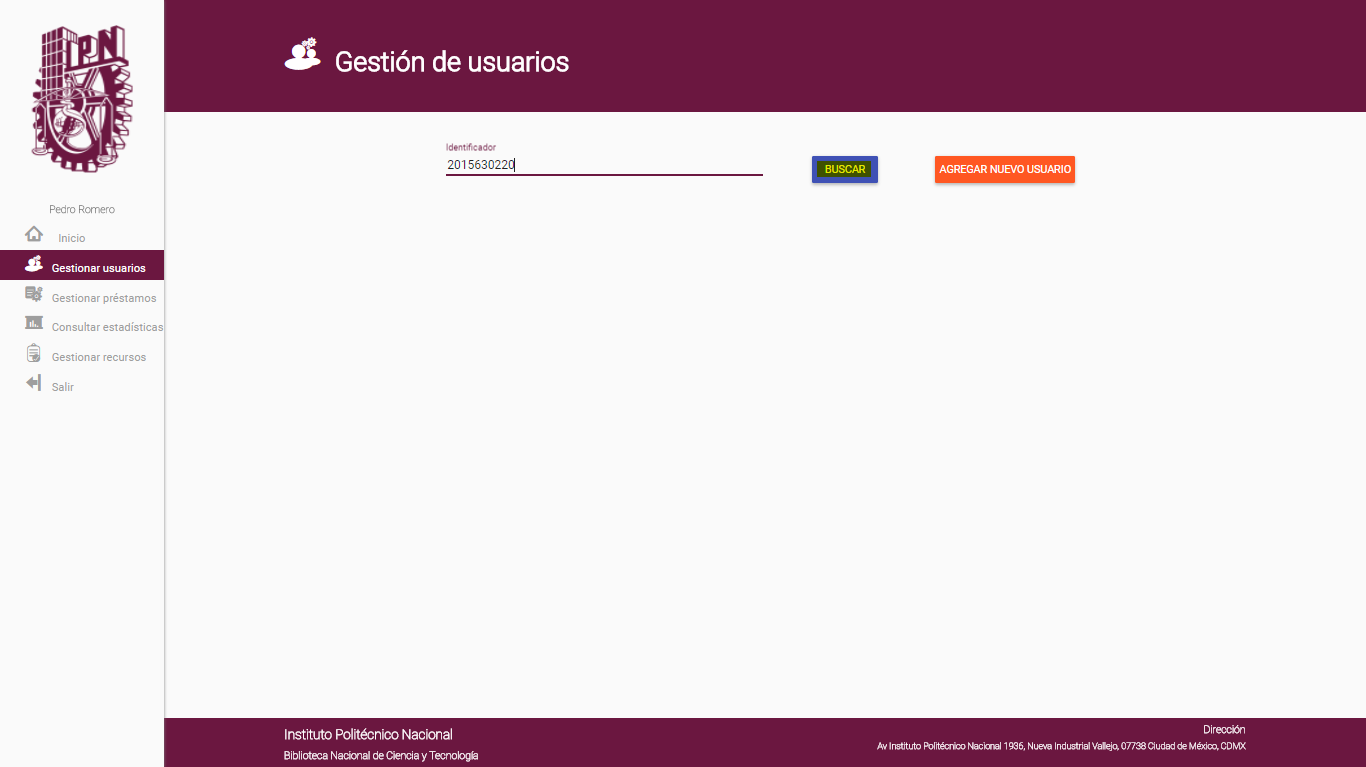 IPN
Pedro Romero
Inicio
Gestionar usuarios
Gestionar préstamos
Consultar estadísticas
Gestionar recursos
Salir
Gestión de usuarios
Identificador
2015630220
BUSCAR
AGREGAR NUEVO USUARIO
Instituto Politécnico Nacional
Biblioteca Nacional de Ciencia y Tecnología
Dirección
Av Instituto Politécnico Nacional 1936, Nueva Industrial Vallejo, 07738 Ciudad de México, CDMX